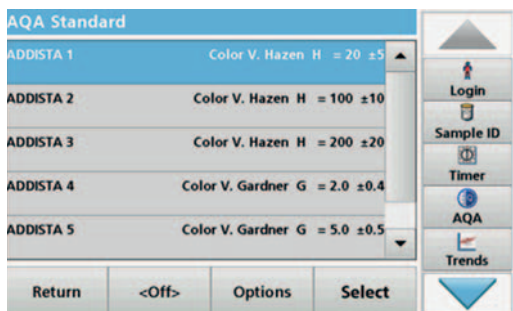 AQA Standard
ADDISTA 1 Color V. Hazen H = 20 ±5
ADDISTA 2 Color V. Hazen H = 100 ±10
ADDISTA 3 Color V. Hazen H = 200 ±20
ADDISTA 4 Color V. Gardner G = 2.0 ±0.4
ADDISTA 5 Color V. Gardner G = 5.0 ±0.5
Return <Off> Options Select
Login
Sample ID
Timer
AQA
Trends